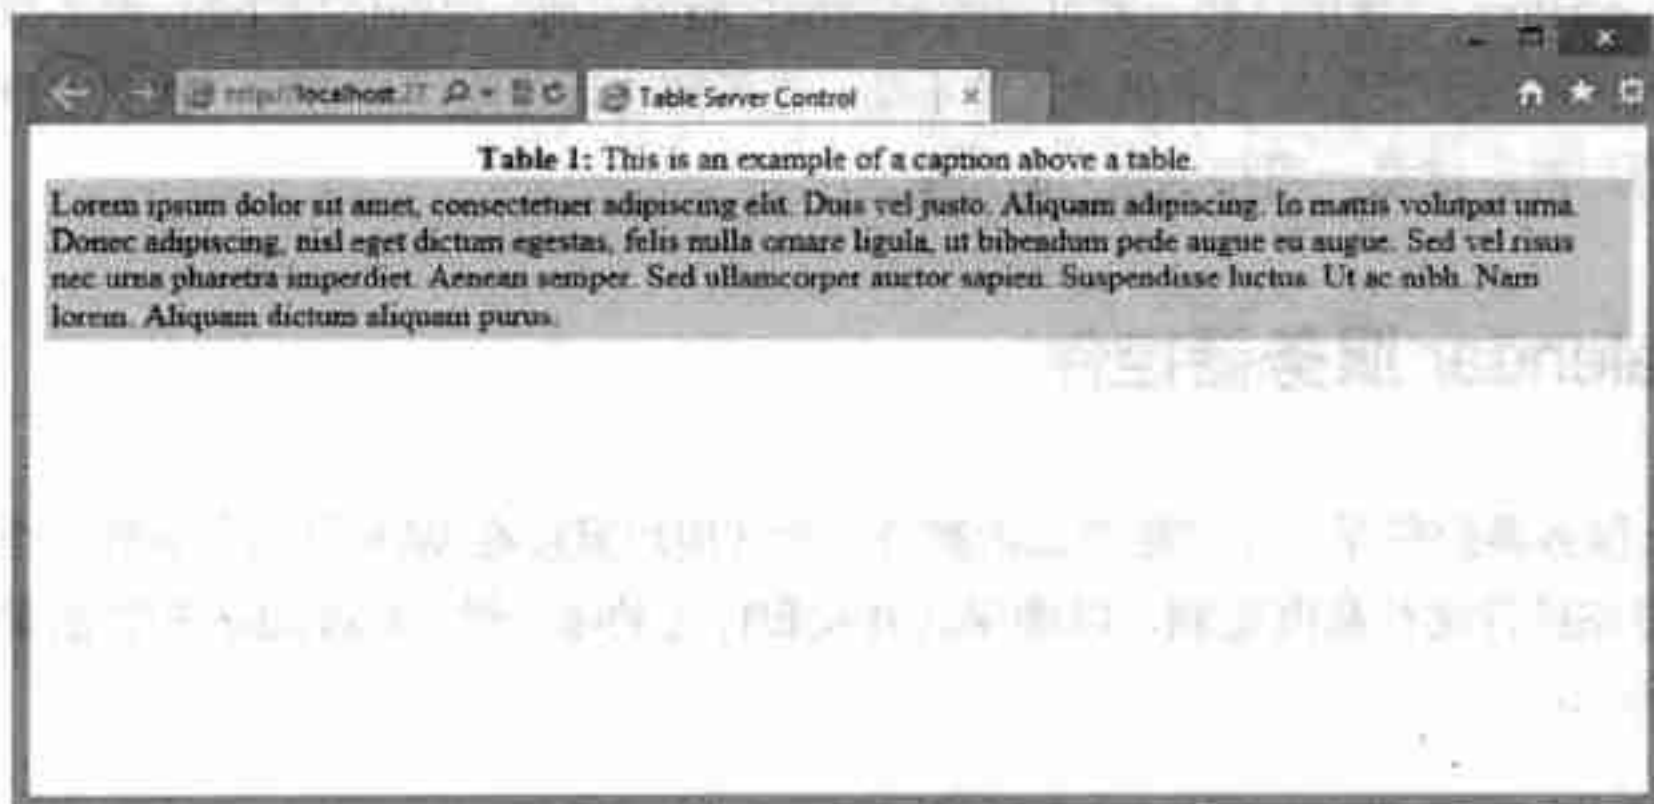 localhost:27
Table Server Control
Table 1: This is an example of a caption above a table.
Lorem ipsum dolor sit amet, consectetuer adipiscing elit. Duis vel justo. Aliquam adipiscing. In mattis volutpat urna.
Donec adipiscing, nisl eget dictum egestas, felis nulla ornare ligula, ut bibendum pede augue eu augue. Sed vel risus
nec urna pharetra imperdiet. Aenean semper. Sed ullamcorper auctor sapien. Suspendisse luctus. Ut ac nibh. Nam
lorem. Aliquam dictum aliquam purus.